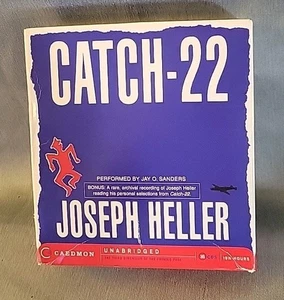 CATCH-22
PERFORMED BY JAY O. SANDERS
BONUS: A rare, archival recording of Joseph Heller
reading his personal selections from Catch-22.
JOSEPH HELLER
CAEDMON
UNABRIDGED